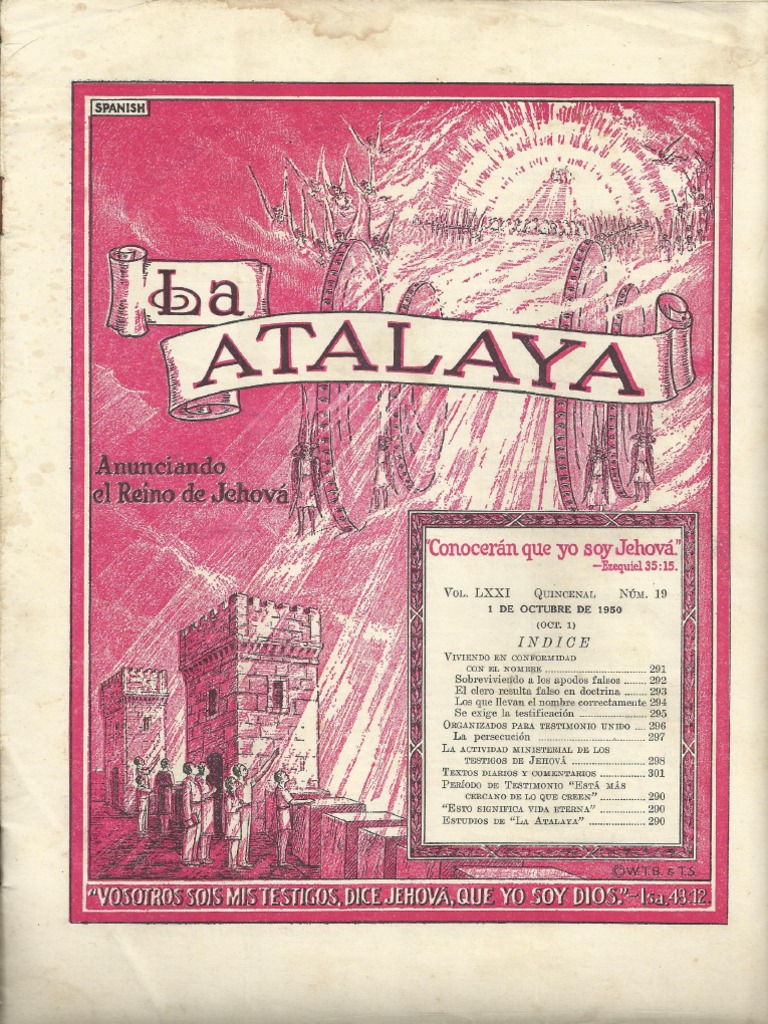 SPANISH
La
ATALAYA
Anunciando
el Reino de Jehová
"Conocerán que yo soy Jehová."
—Ezequiel 35:15.
VOL. LXXI QUINCENAL NÚM. 19
1 DE OCTUBRE DE 1950
(OCT. 1)
INDICE
VIVIENDO EN CONFORMIDAD
CON EL NOMBRE ........ 291
Sobreviviendo a los apodos falsos ...... 292
El clero resulta falso en doctrina ....... 293
Los que llevan el nombre correctamente 294
Se exige la testificación ........ 295
ORGANIZADOS PARA TESTIMONIO UNIDO .... 296
La persecución ........ 297
LA ACTIVIDAD MINISTERIAL DE LOS
TESTIGOS DE JEHOVÁ ........ 298
TEXTOS DIARIOS Y COMENTARIOS ........ 301
PERÍODO DE TESTIMONIO "ESTÁ MÁS
CERCANO DE LO QUE CREEN" ........ 290
"ESTO SIGNIFICA VIDA ETERNA" ........ 290
ESTUDIOS DE "LA ATALAYA" ........ 290
© W.T.B. & T.S.
"VOSOTROS SOIS MIS TESTIGOS, DICE JEHOVÁ, QUE YO SOY DIOS."—Isa. 43:12.